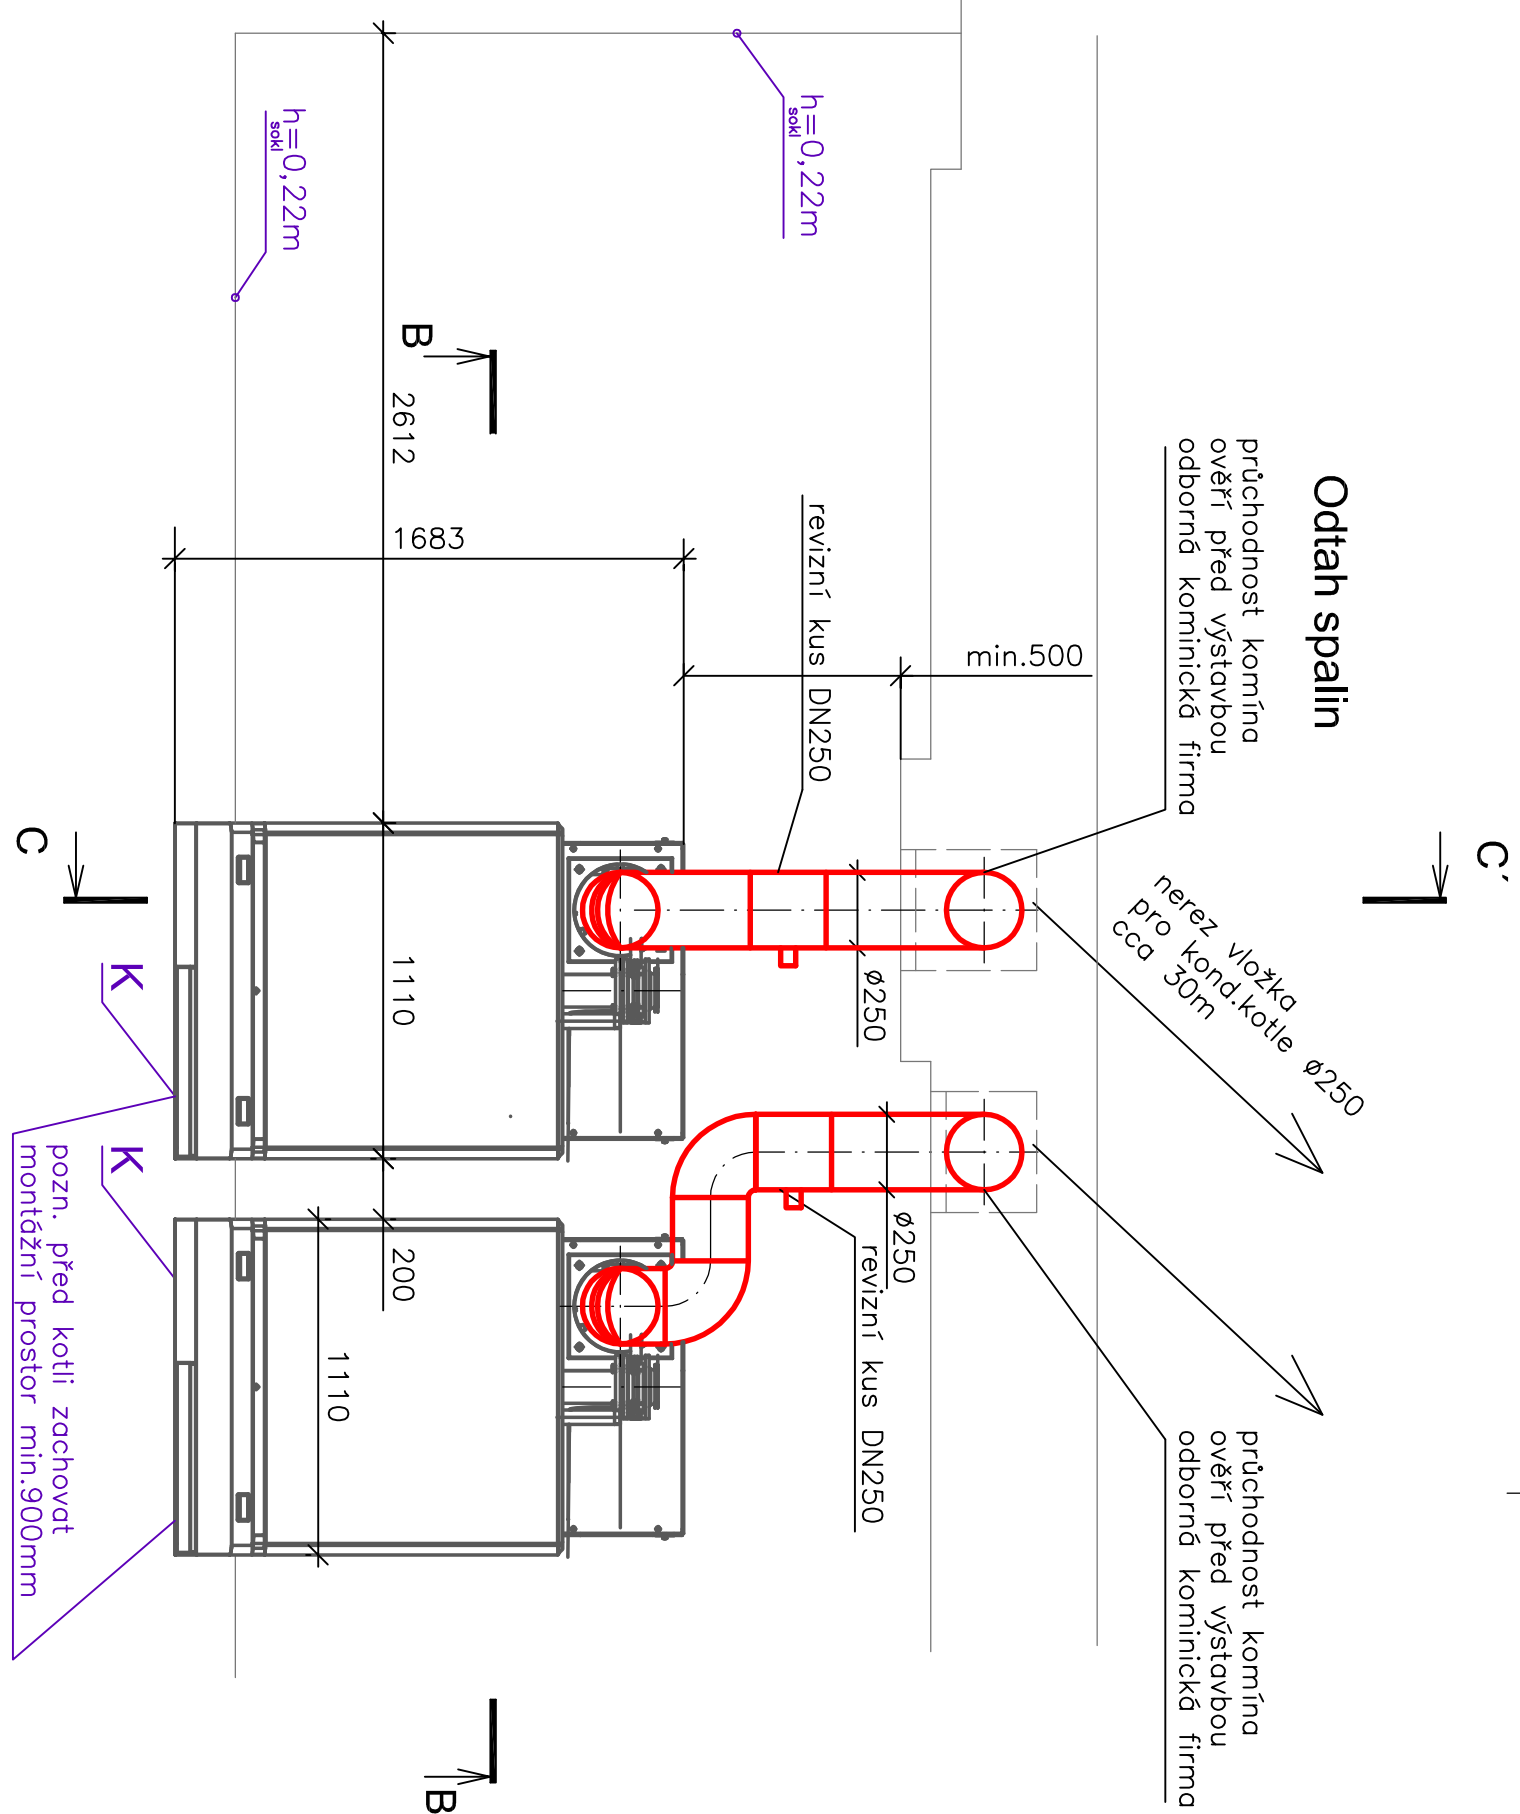 Odtah spalin
průchodnost komína
ověří před výstavbou
odborná kominická firma
průchodnost komína
ověří před výstavbou
odborná kominická firma
C´
nerez vložka
pro kond.kotle ø250
cca 30m
min.500
h=0,22m
sokl
revizní kus DN250
ø250
ø250
revizní kus DN250
1683
B
B
2612
1110
200
1110
h=0,22m
sokl
C
K
K
pozn. před kotli zachovat
montážní prostor min.900mm